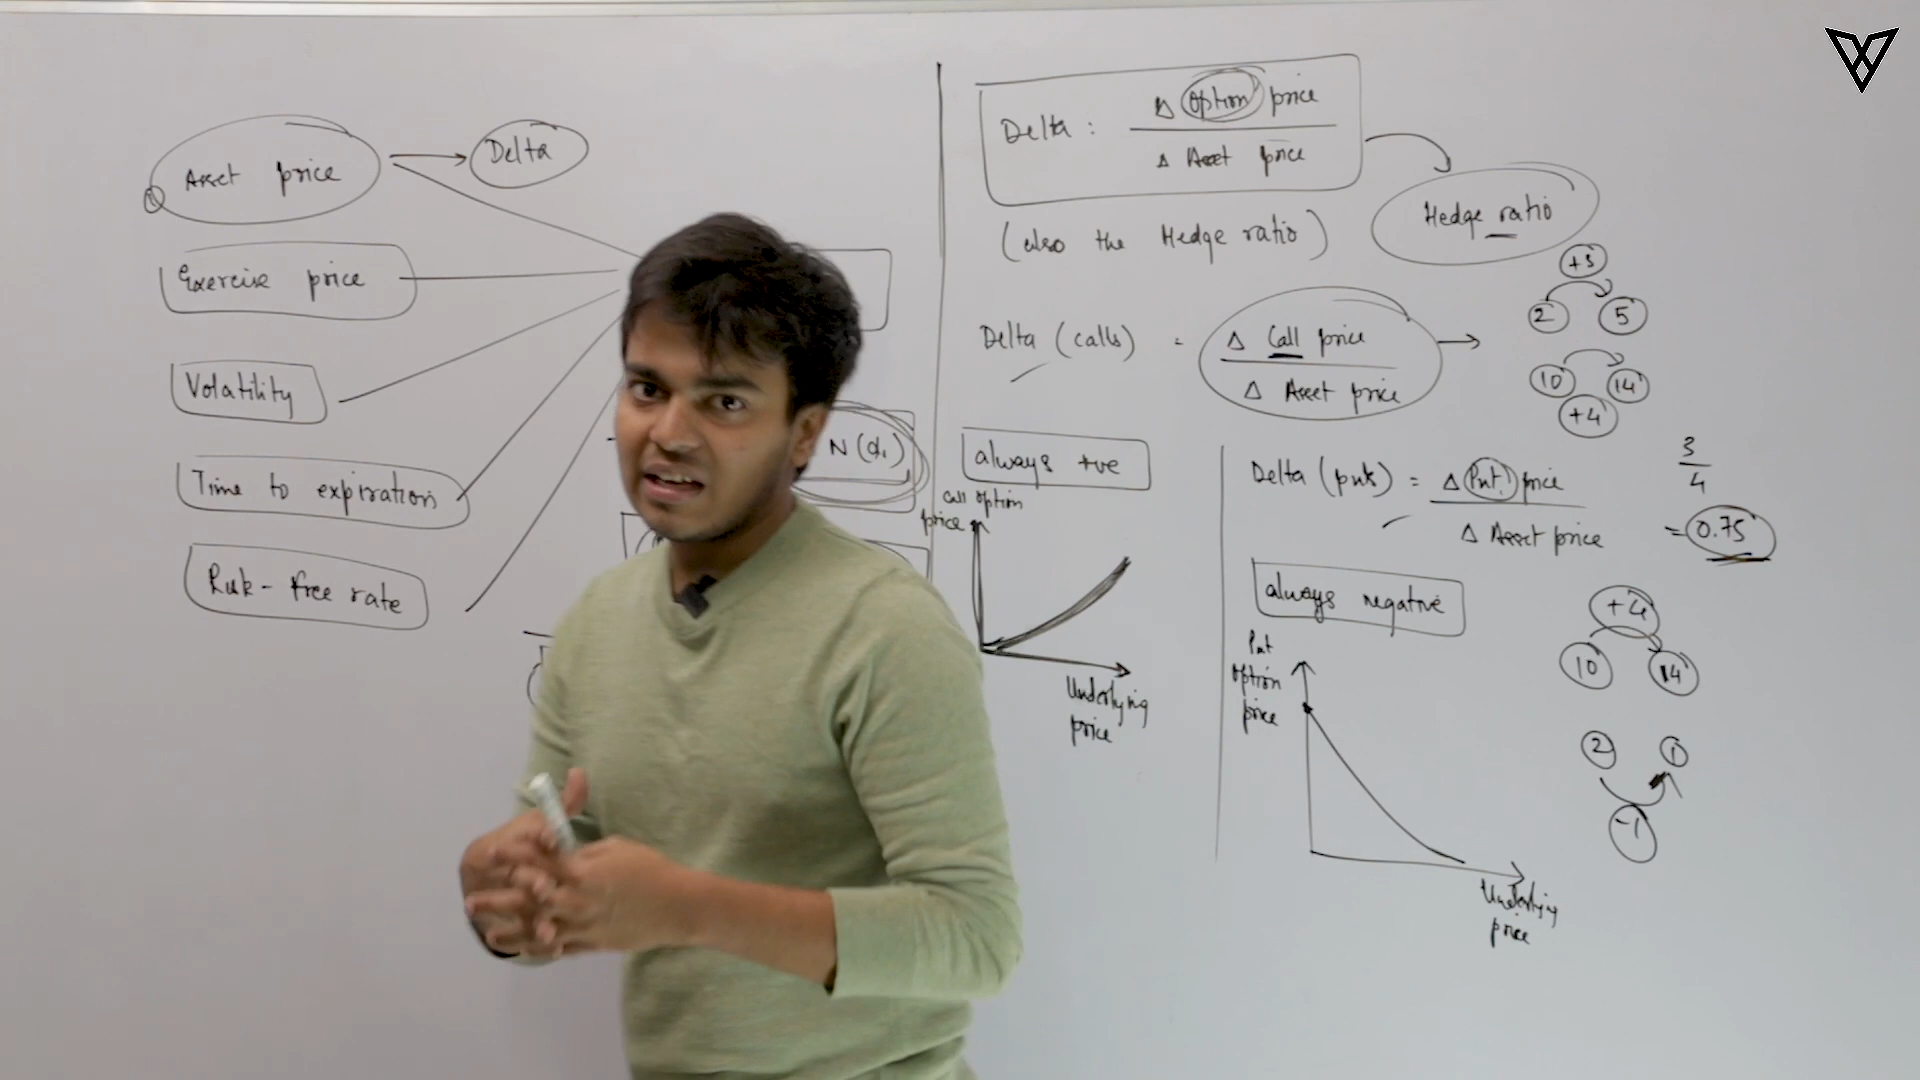 Asset price
Delta
Exercise price
Volatility
Time to expiration
Risk-free rate
N(d₁)
Delta :
Δ option price
Δ Asset price
(also the Hedge ratio)
Hedge ratio
Delta (calls) =
Δ Call price
Δ Asset price
+3
2 5
10 14
+4
always +ve
Call option
price
Underlying
price
Delta (puts) =
Δ Put price
Δ Asset price
3
4
= 0.75
always negative
Put
option
price
Underlying
price
+4
10 14
2 1
-1